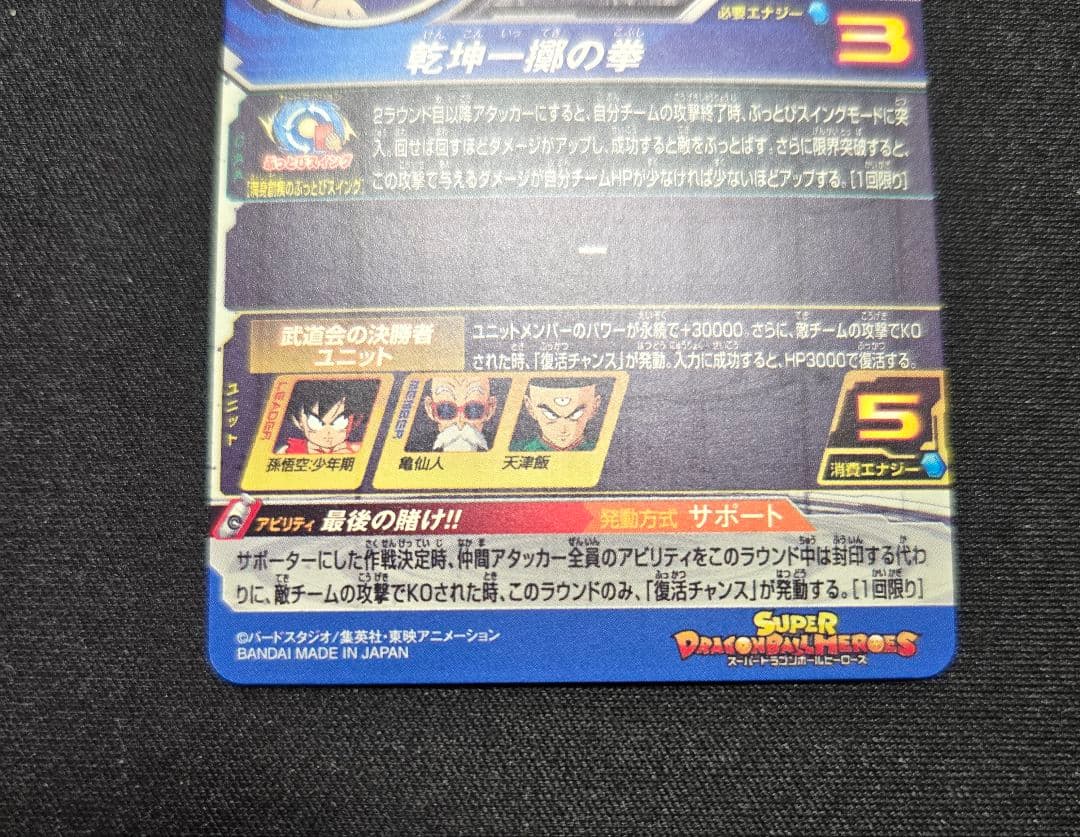 必要エナジー
3
けん こん いっ てき こぶし
乾坤一擲の拳
2ラウンド目以降アタッカーにすると、自分チームの攻撃終了時、ぶっとびスイングモードに突
入。回せば回すほどダメージがアップし、成功すると敵をふっとばす。さらに限界突破すると、
この攻撃で与えるダメージが自分チームHPが少なければ少ないほどアップする。[1回限り]
ぶっとびスイング
[満身創痍のぶっとびスイング]
ー
武道会の決勝者
ユニット
ユニットメンバーのパワーが永続で+30000。さらに、敵チームの攻撃でKO
された時、「復活チャンス」が発動。入力に成功すると、HP3000で復活する。
ユニット
LEADER
孫悟空:少年期
MEMBER
亀仙人
天津飯
5
消費エナジー
アビリティ 最後の賭け!!
発動方式 サポート
サポーターにした作戦決定時、仲間アタッカー全員のアビリティをこのラウンド中は封印する代わ
りに、敵チームの攻撃でKOされた時、このラウンドのみ、「復活チャンス」が発動する。[1回限り]
©バードスタジオ/集英社・東映アニメーション
BANDAI MADE IN JAPAN
SUPER
DRAGONBALL HEROES
スーパードラゴンボールヒーローズ